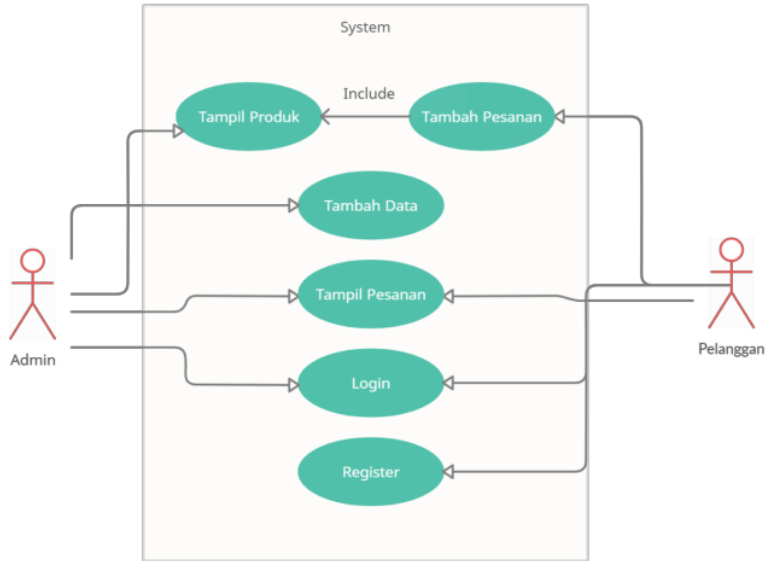 System
Include
Tampil Produk
Tambah Pesanan
Tambah Data
Tampil Pesanan
Admin
Pelanggan
Login
Register